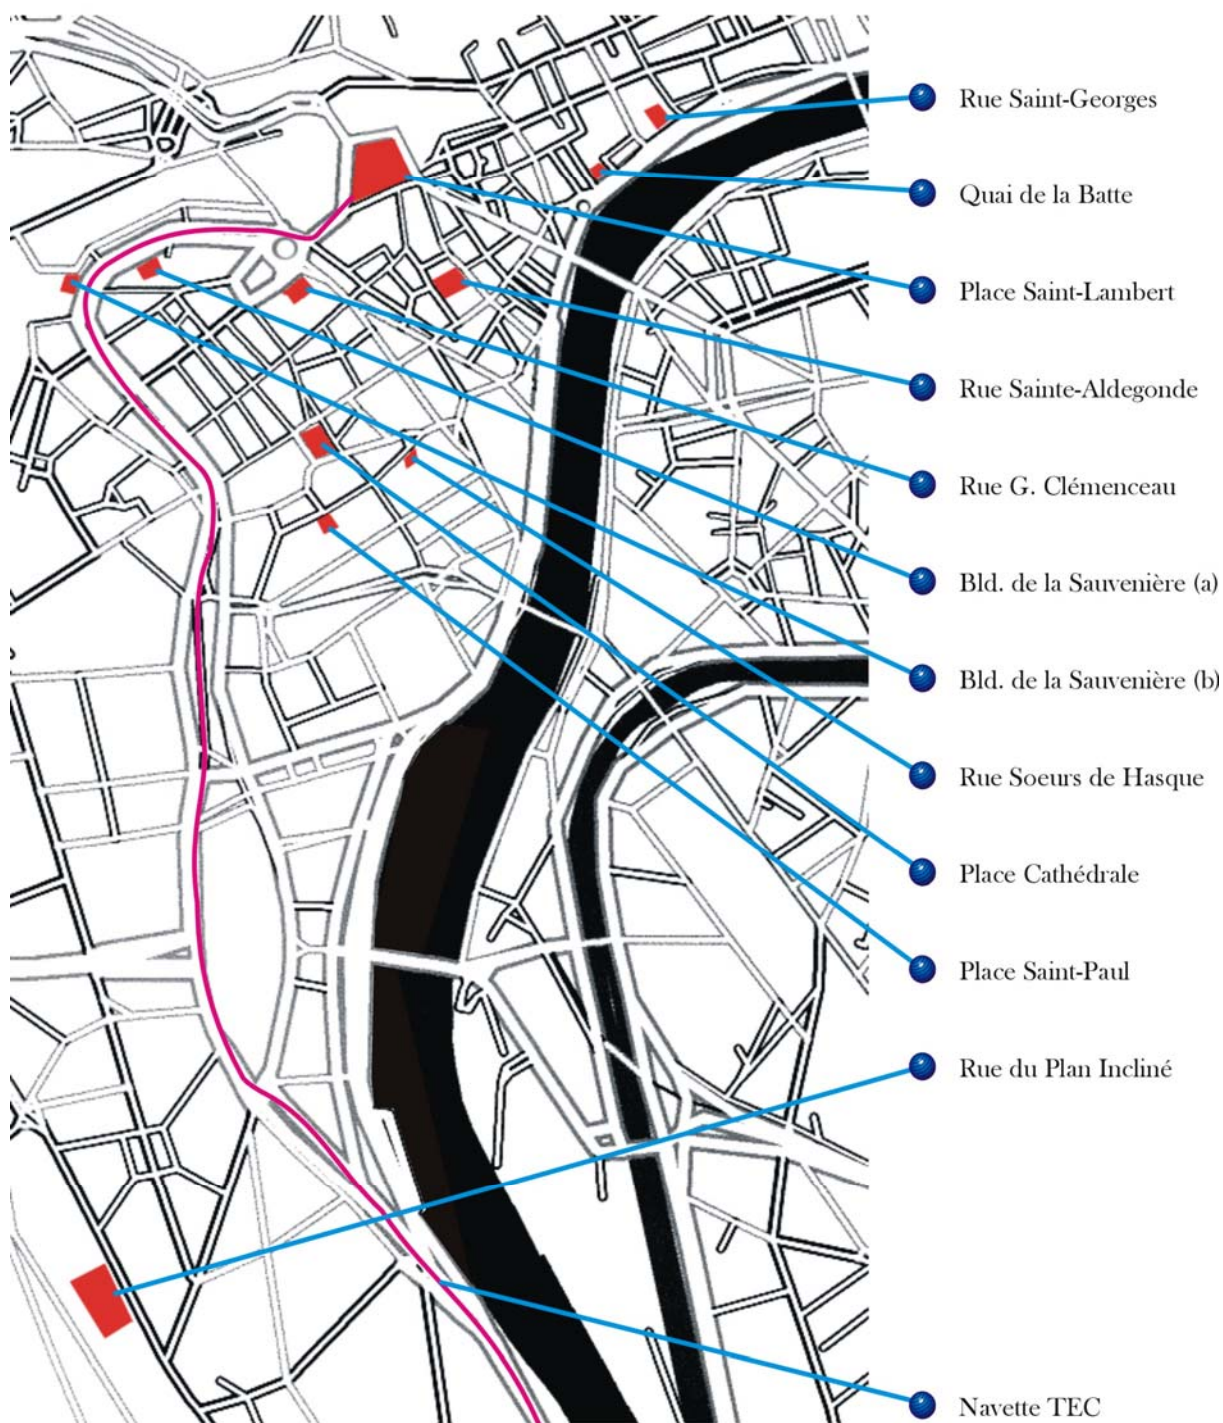 Rue Saint-Georges
Quai de la Batte
Place Saint-Lambert
Rue Sainte-Aldegonde
Rue G. Clémenceau
Bld. de la Sauvenière (a)
Bld. de la Sauvenière (b)
Rue Soeurs de Hasque
Place Cathédrale
Place Saint-Paul
Rue du Plan Incliné
Navette TEC